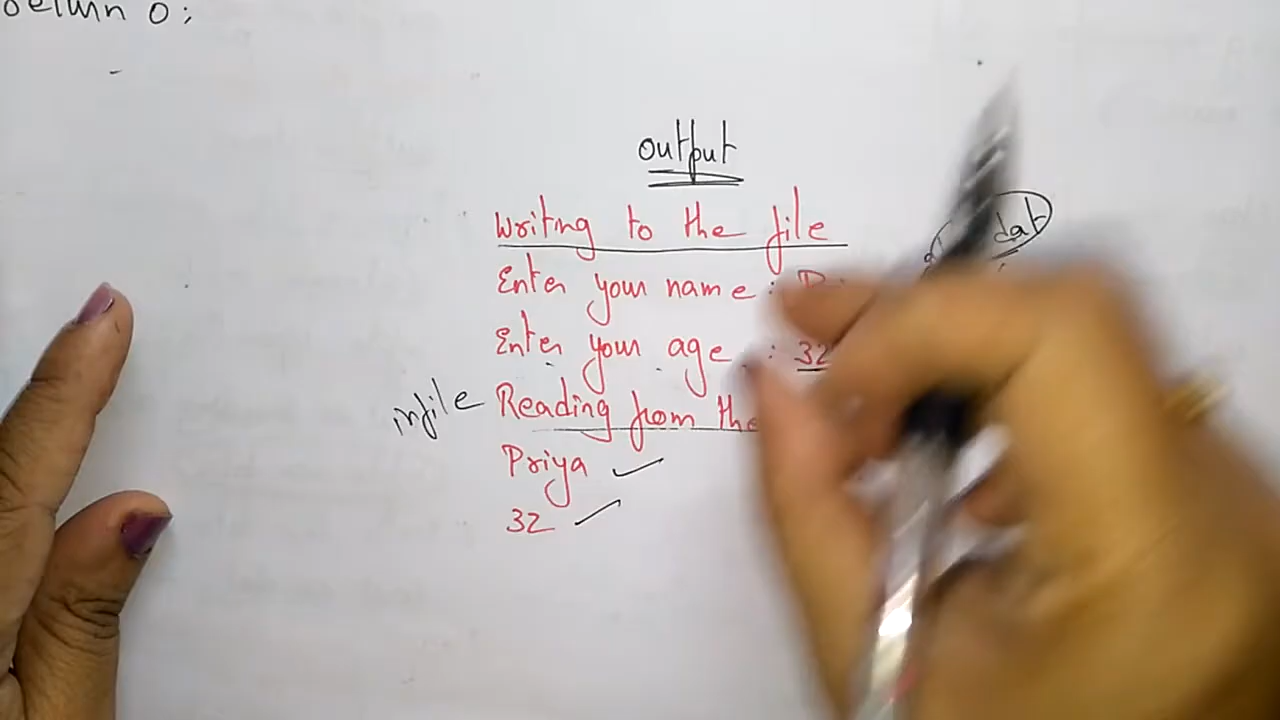 return 0;
output
Writing to the file
Enter your name :
Enter your age : 32
infile Reading from the
Priya
32